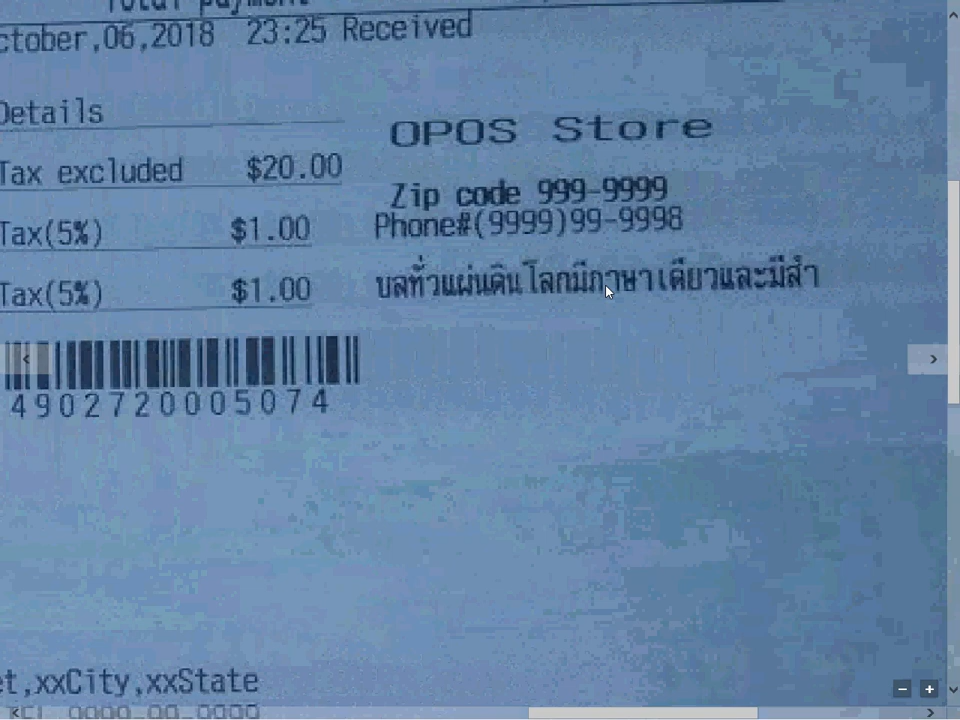 Total payment
ctober,06,2018 23:25 Received
Details
Tax excluded $20.00
Tax(5%) $1.00
Tax(5%) $1.00
4902720005074
OPOS Store
Zip code 999-9999
Phone#(9999)99-9998
บลทั่วแผ่นดินโลกมีภาษาเดียวและมีสำ
et,xxCity,xxState